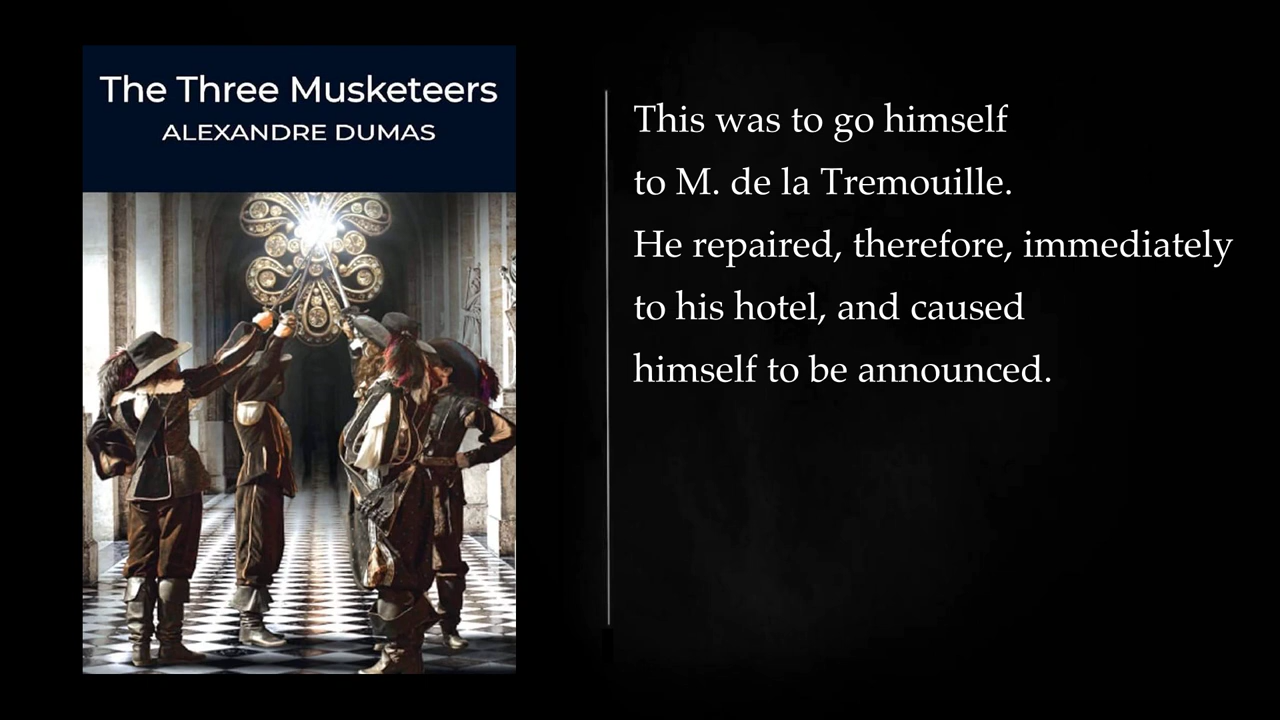 The Three Musketeers
ALEXANDRE DUMAS
This was to go himself
to M. de la Tremouille.
He repaired, therefore, immediately
to his hotel, and caused
himself to be announced.